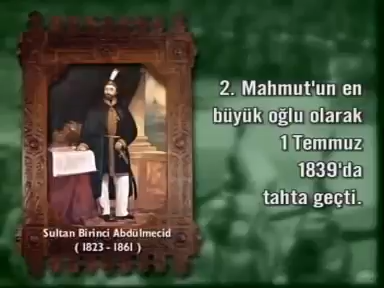 2. Mahmut'un en
büyük oğlu olarak
1 Temmuz
1839'da
tahta geçti.
Sultan Birinci Abdülmecid
( 1823 - 1861 )